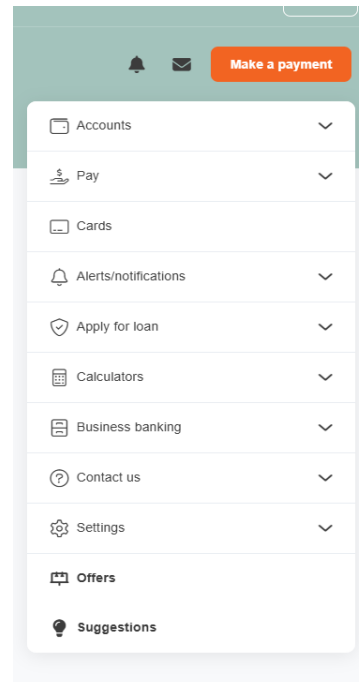 Make a payment
Accounts
Pay
Cards
Alerts/notifications
Apply for loan
Calculators
Business banking
Contact us
Settings
Offers
Suggestions